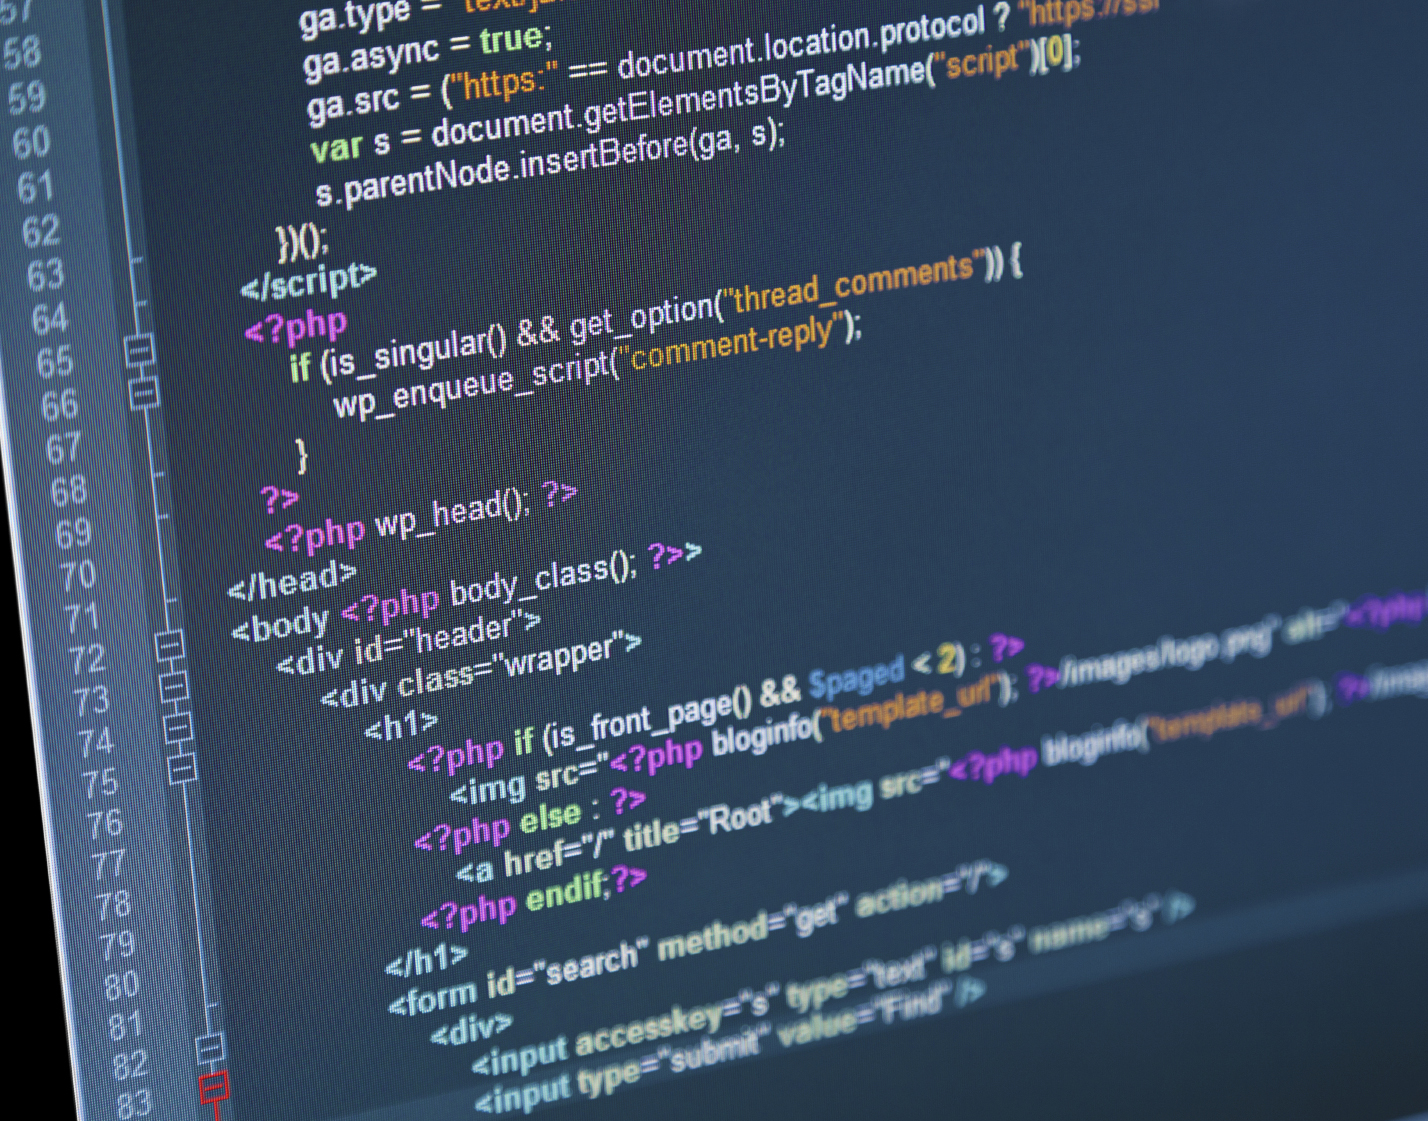 57
58 ga.type =
59 ga.async = true;
60 ga.src = ("https:" == document.location.protocol ? "https://ssl
61 var s = document.getElementsByTagName("script")[0];
62 s.parentNode.insertBefore(ga, s);
63 })();
64 </script>
65 <?php
66 if (is_singular() && get_option("thread_comments")) {
67 wp_enqueue_script("comment-reply");
68 }
69 ?>
70 <?php wp_head(); ?>
71 </head>
72 <body <?php body_class(); ?>>
73 <div id="header">
74 <div class="wrapper">
75 <h1>
76 <?php if (is_front_page() && $paged < 2) : ?>
77 <img src="<?php bloginfo("template_url"); ?>/images/logo.png" alt="<?php
78 <?php else : ?>
79 <a href="/" title="Root"><img src="<?php bloginfo("template_url"); ?>/imag
80 <?php endif;?>
81 </h1>
82 <form id="search" method="get" action="/">
83 <div>
<input accesskey="s" type="text" id="s" name="s" />
<input type="submit" value="Find" />